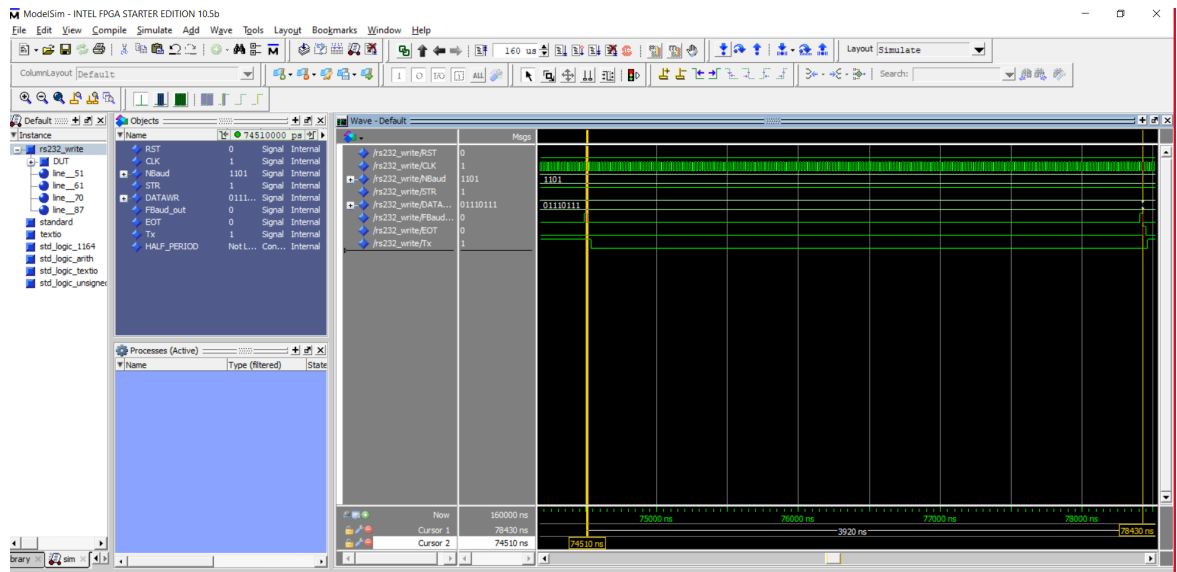 ModelSim - INTEL FPGA STARTER EDITION 10.5b
File Edit View Compile Simulate Add Wave Tools Layout Bookmarks Window Help
160 us Layout Simulate
ColumnLayout Default ALL Search:
Default
Instance
rs232_write
DUT
line__51
line__61
line__70
line__87
standard
textio
std_logic_1164
std_logic_arith
std_logic_textio
std_logic_unsigned
brary sim
Objects
Name 74510000 ps
RST 0 Signal Internal
CLK 1 Signal Internal
NBaud 1101 Signal Internal
STR 1 Signal Internal
DATAWR 0111... Signal Internal
FBaud_out 0 Signal Internal
EOT 0 Signal Internal
Tx 1 Signal Internal
HALF_PERIOD Not L... Con... Internal
Processes (Active)
Name Type (filtered) State
Wave - Default
Msgs
/rs232_write/RST 0
/rs232_write/CLK 1
/rs232_write/NBaud 1101 1101
/rs232_write/STR 1
/rs232_write/DATA... 01110111 01110111
/rs232_write/FBaud... 0
/rs232_write/EOT 0
/rs232_write/Tx 1
Now 160000 ns 75000 ns 76000 ns 77000 ns 78000 ns
Cursor 1 78430 ns 3920 ns 78430 ns
Cursor 2 74510 ns 74510 ns